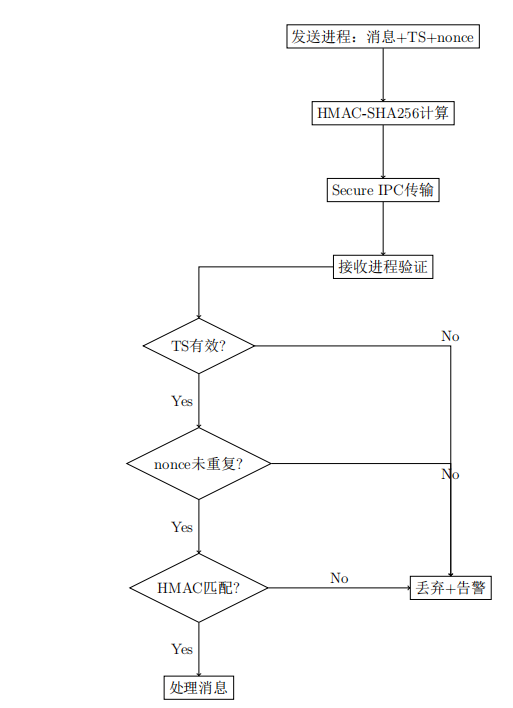 发送进程：消息+TS+nonce
HMAC-SHA256计算
Secure IPC传输
接收进程验证
TS有效?
No
Yes
nonce未重复?
No
Yes
HMAC匹配?
No
丢弃+告警
Yes
处理消息